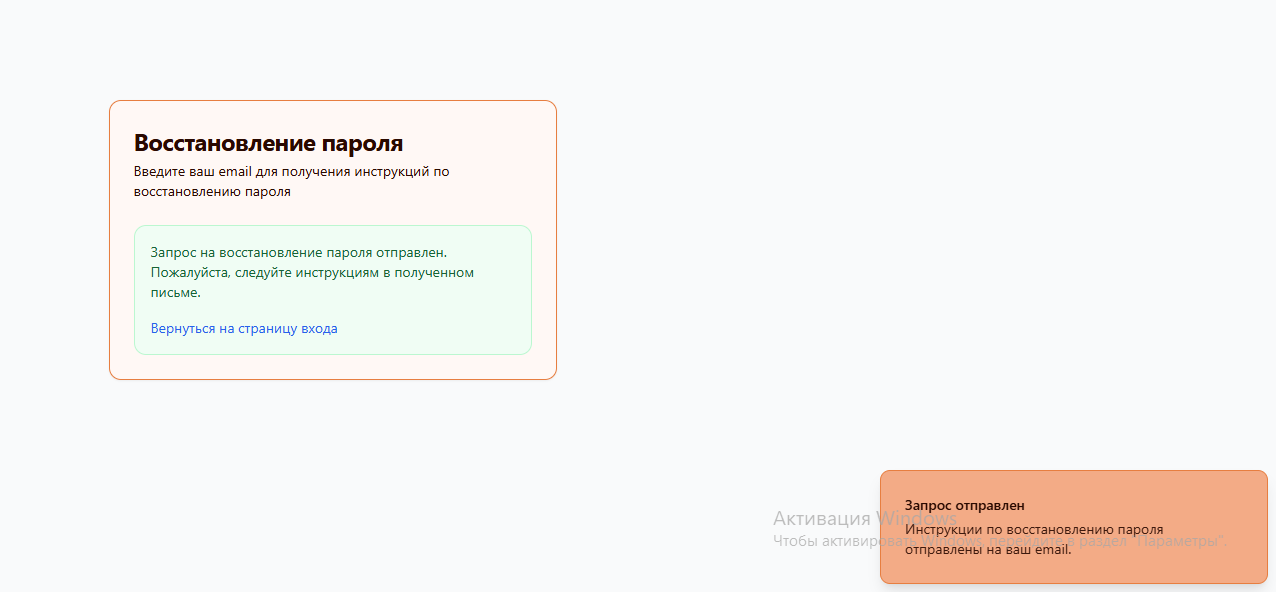 Восстановление пароля
Введите ваш email для получения инструкций по
восстановлению пароля
Запрос на восстановление пароля отправлен.
Пожалуйста, следуйте инструкциям в полученном
письме.
Вернуться на страницу входа
Активация Windows
Чтобы активировать Windows, перейдите в раздел "Параметры".
Запрос отправлен
Инструкции по восстановлению пароля
отправлены на ваш email.